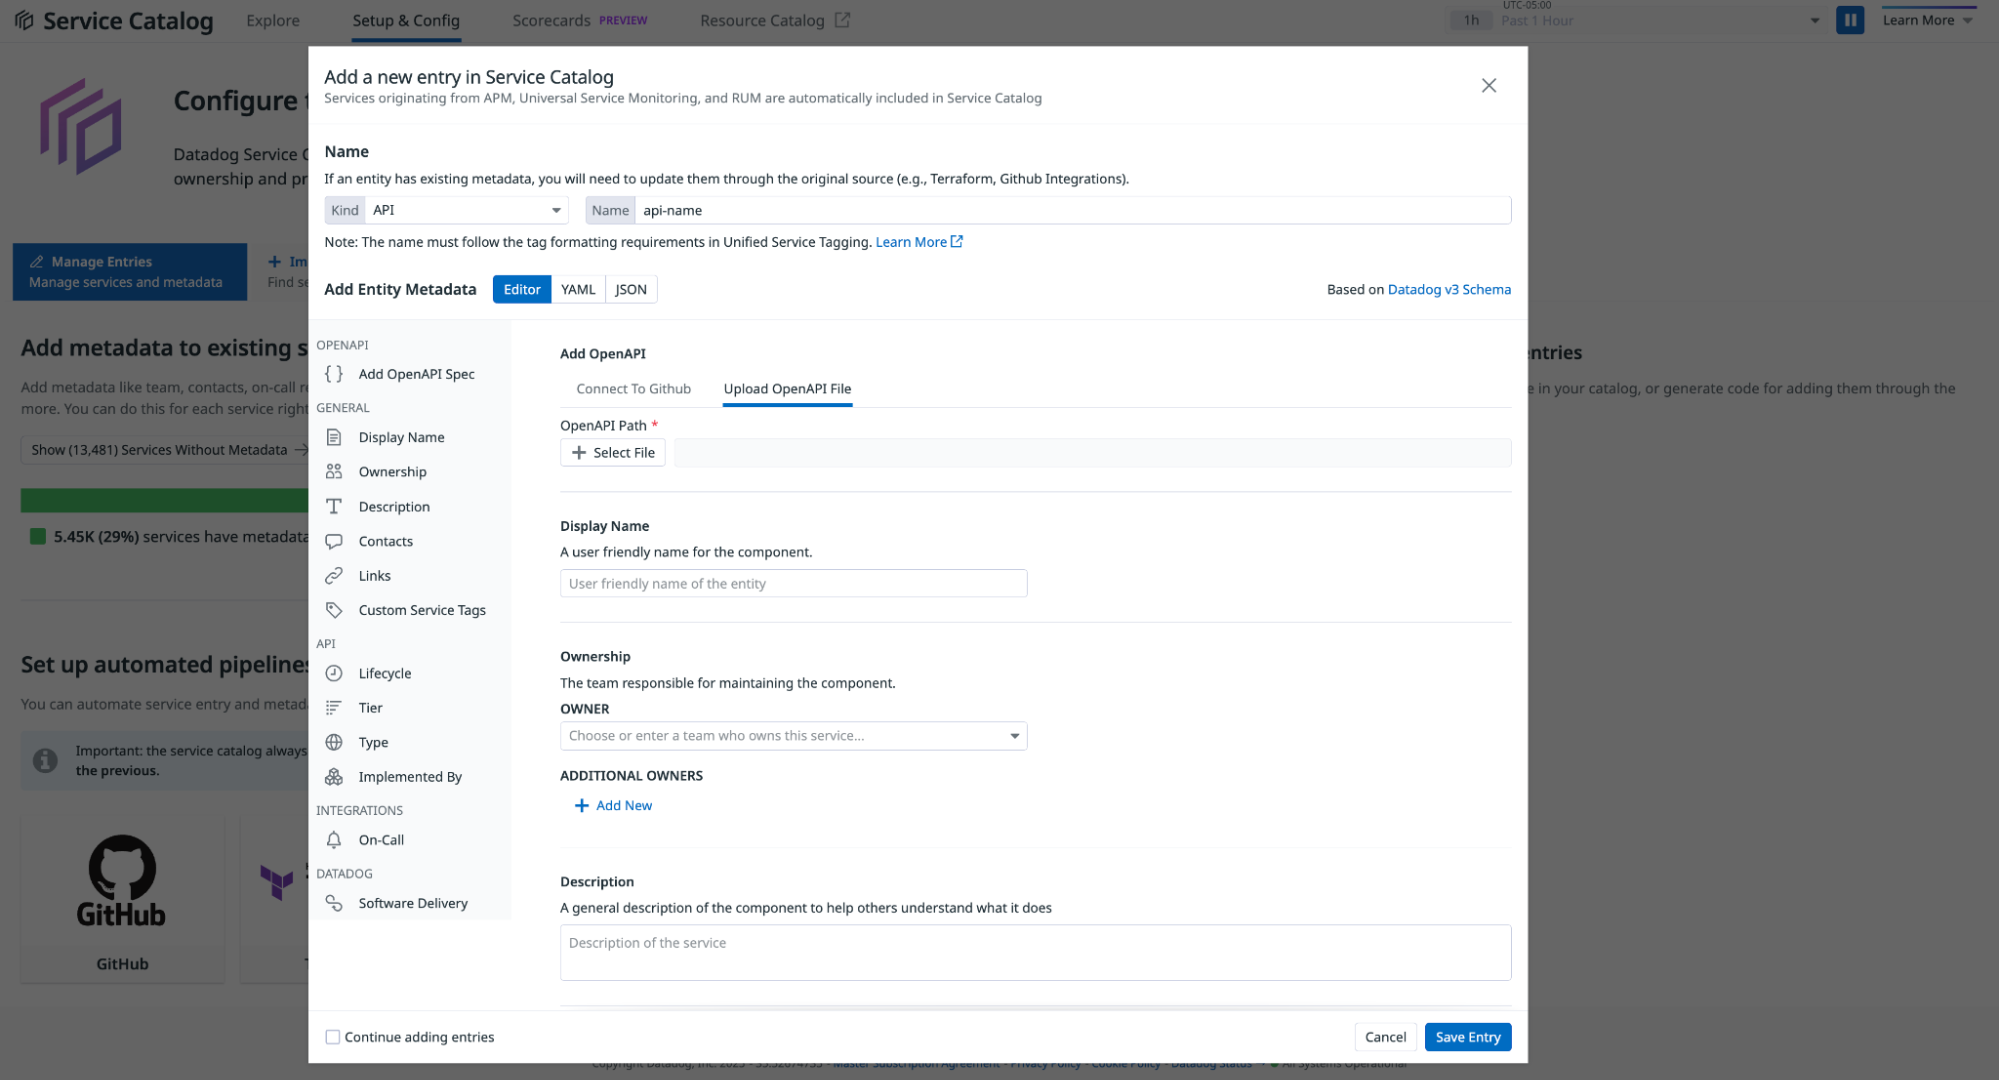 Service Catalog
Explore
Setup & Config
Scorecards PREVIEW
Resource Catalog
UTC-05:00
1h Past 1 Hour
Learn More
Configure
Datadog Service
ownership and
Manage Entries
Manage services and metadata
Find
Add metadata to existing
Add metadata like team, contacts, on-call
more. You can do this for each service
Show (13,481) Services Without Metadata
5.45K (29%) services have metadata
Set up automated pipelines
You can automate service entry and
Important: the service catalog always
the previous.
GitHub
GitHub
Add a new entry in Service Catalog
Services originating from APM, Universal Service Monitoring, and RUM are automatically included in Service Catalog
Name
If an entity has existing metadata, you will need to update them through the original source (e.g., Terraform, Github Integrations).
Kind API
Name api-name
Note: The name must follow the tag formatting requirements in Unified Service Tagging. Learn More
Add Entity Metadata
Editor
YAML
JSON
Based on Datadog v3 Schema
OPENAPI
Add OpenAPI Spec
GENERAL
Display Name
Ownership
Description
Contacts
Links
Custom Service Tags
API
Lifecycle
Tier
Type
Implemented By
INTEGRATIONS
On-Call
DATADOG
Software Delivery
Add OpenAPI
Connect To Github
Upload OpenAPI File
OpenAPI Path *
Select File
Display Name
A user friendly name for the component.
User friendly name of the entity
Ownership
The team responsible for maintaining the component.
OWNER
Choose or enter a team who owns this service...
ADDITIONAL OWNERS
Add New
Description
A general description of the component to help others understand what it does
Description of the service
Continue adding entries
Cancel
Save Entry
in your catalog, or generate code for adding them through the